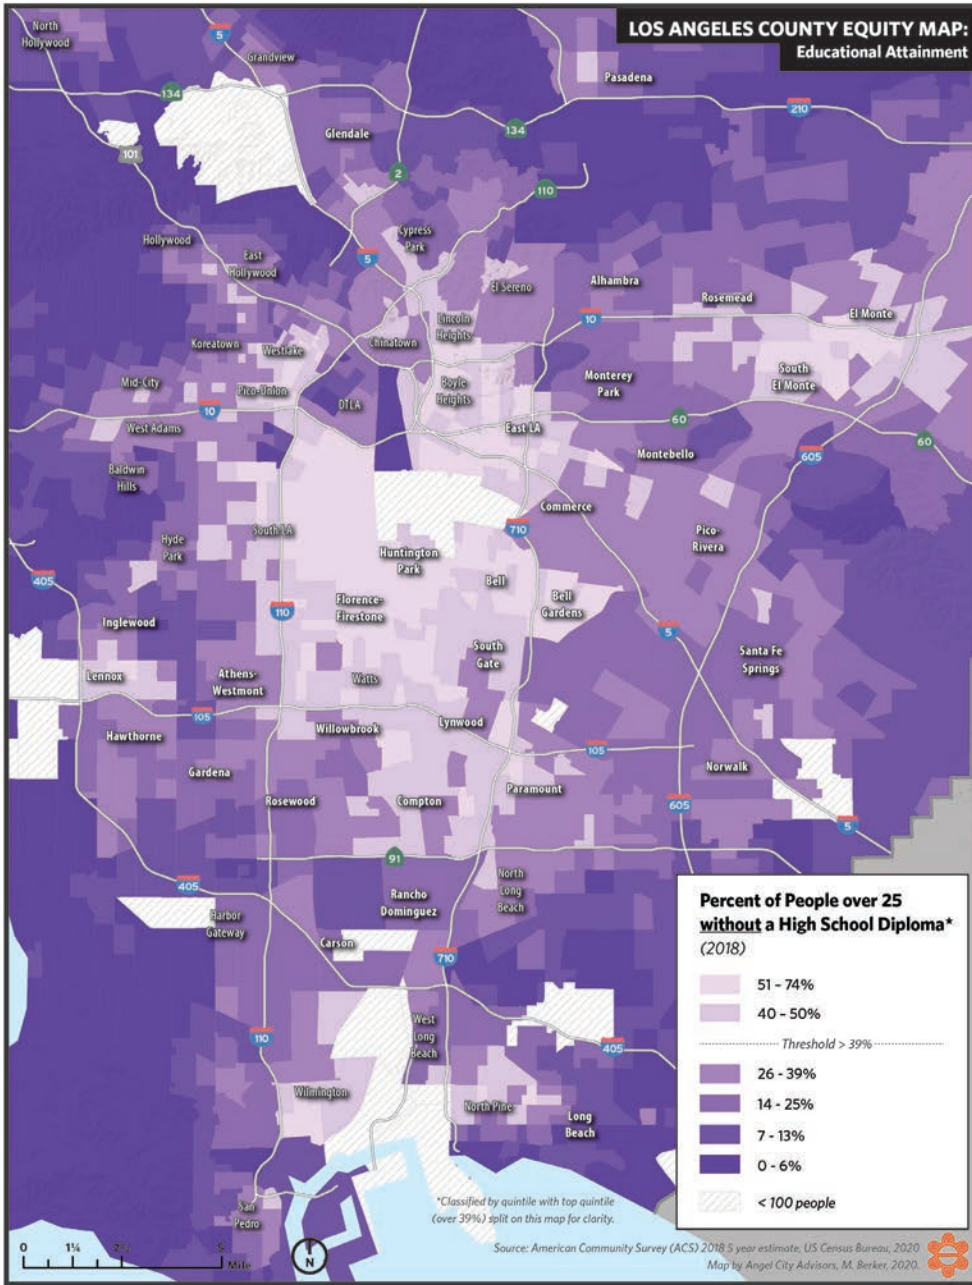 LOS ANGELES COUNTY EQUITY MAP:
Educational Attainment
North
Hollywood
5
Grandview
Pasadena
134
210
Glendale
134
101
2
110
Cypress
Park
Hollywood
East
Hollywood
5
El Sereno
Alhambra
Rosemead
El Monte
10
Lincoln
Heights
Chinatown
Koreatown
Westlake
South
El Monte
Mid-City
Pico-Union
DTLA
Boyle
Heights
Monterey
Park
10
West Adams
East LA
60
60
Montebello
605
Baldwin
Hills
Commerce
South LA
710
Pico-
Rivera
Hyde
Park
Huntington
Park
405
Bell
Bell
Gardens
Florence-
Firestone
110
Inglewood
5
South
Gate
Santa Fe
Springs
Lennox
Athens-
Westmont
Watts
105
Willowbrook
Lynwood
Hawthorne
105
Norwalk
Gardena
Rosewood
Compton
Paramount
605
5
91
405
Rancho
Dominguez
North
Long
Beach
Harbor
Gateway
Carson
710
110
West
Long
Beach
405
Wilmington
North Pine
Long
Beach
San
Pedro
Percent of People over 25
without a High School Diploma*
(2018)
51 - 74%
40 - 50%
Threshold > 39%
26 - 39%
14 - 25%
7 - 13%
0 - 6%
< 100 people
*Classified by quintile with top quintile
(over 39%) split on this map for clarity.
0 1¼ 2½ 5
Mile
N
Source: American Community Survey (ACS) 2018 5 year estimate, US Census Bureau, 2020
Map by Angel City Advisors, M. Berker, 2020.